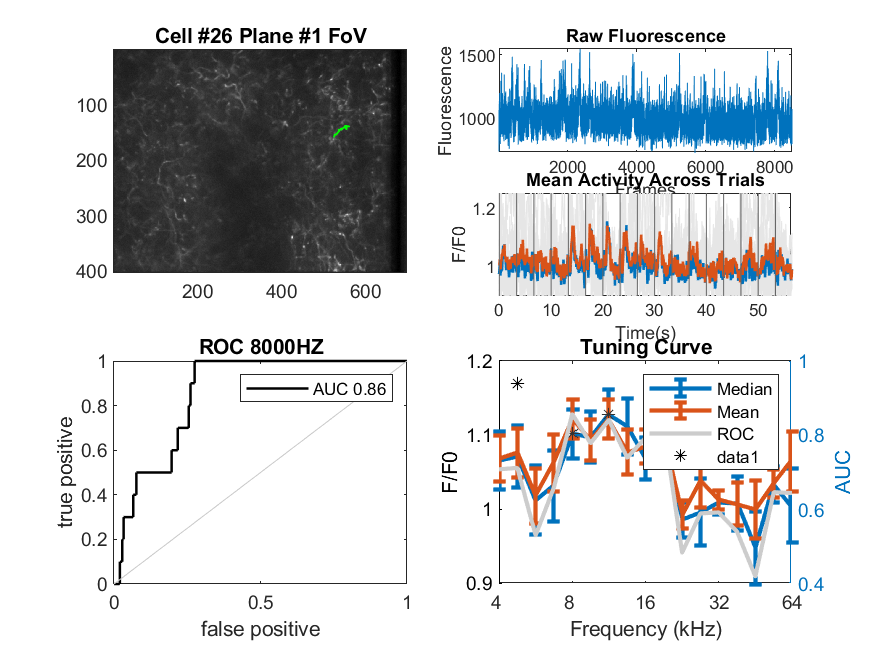 Cell #26 Plane #1 FoV
100
200
300
400
200
400
600
Raw Fluorescence
Fluorescence
1500
1000
2000
4000
6000
8000
Frames
Mean Activity Across Trials
F/F0
1.2
1
0
10
20
30
40
50
Time(s)
ROC 8000HZ
true positive
1
0.8
0.6
0.4
0.2
0
AUC 0.86
0
0.5
1
false positive
Tuning Curve
F/F0
1.2
1.1
1
0.9
Median
Mean
ROC
data1
1
0.8
0.6
0.4
AUC
4
8
16
32
64
Frequency (kHz)